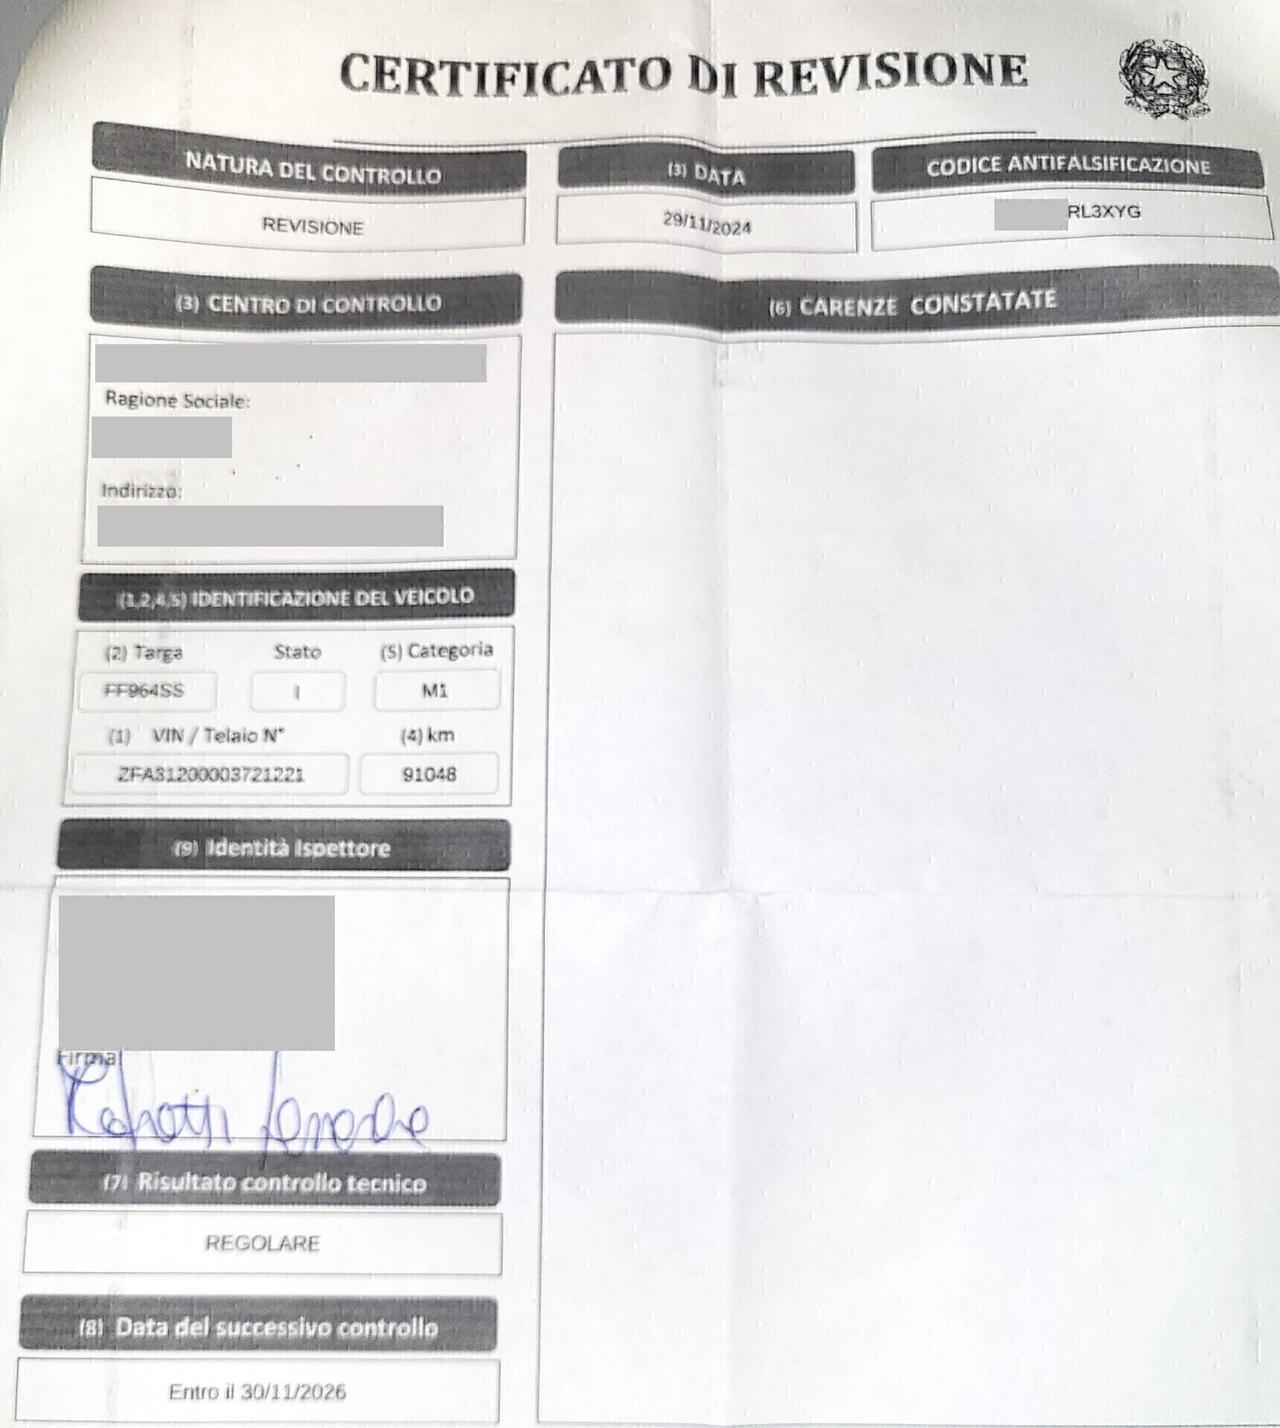 CERTIFICATO DI REVISIONE
NATURA DEL CONTROLLO
REVISIONE
(3) DATA
29/11/2024
CODICE ANTIFALSIFICAZIONE
RL3XYG
(3) CENTRO DI CONTROLLO
Ragione Sociale:
Indirizzo:
(6) CARENZE CONSTATATE
(1,2,4,5) IDENTIFICAZIONE DEL VEICOLO
(2) Targa Stato (5) Categoria
FF964SS I M1
(1) VIN / Telaio N° (4) km
ZFA31200003721221 91048
(9) Identità Ispettore
Firma
(7) Risultato controllo tecnico
REGOLARE
(8) Data del successivo controllo
Entro il 30/11/2026